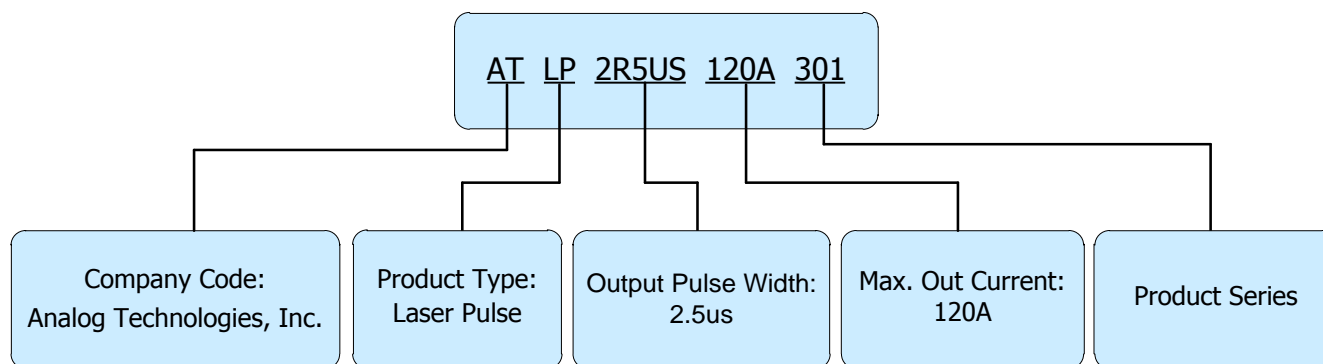 AT LP 2R5US 120A 301
Company Code:
Analog Technologies, Inc.
Product Type:
Laser Pulse
Output Pulse Width:
2.5us
Max. Out Current:
120A
Product Series